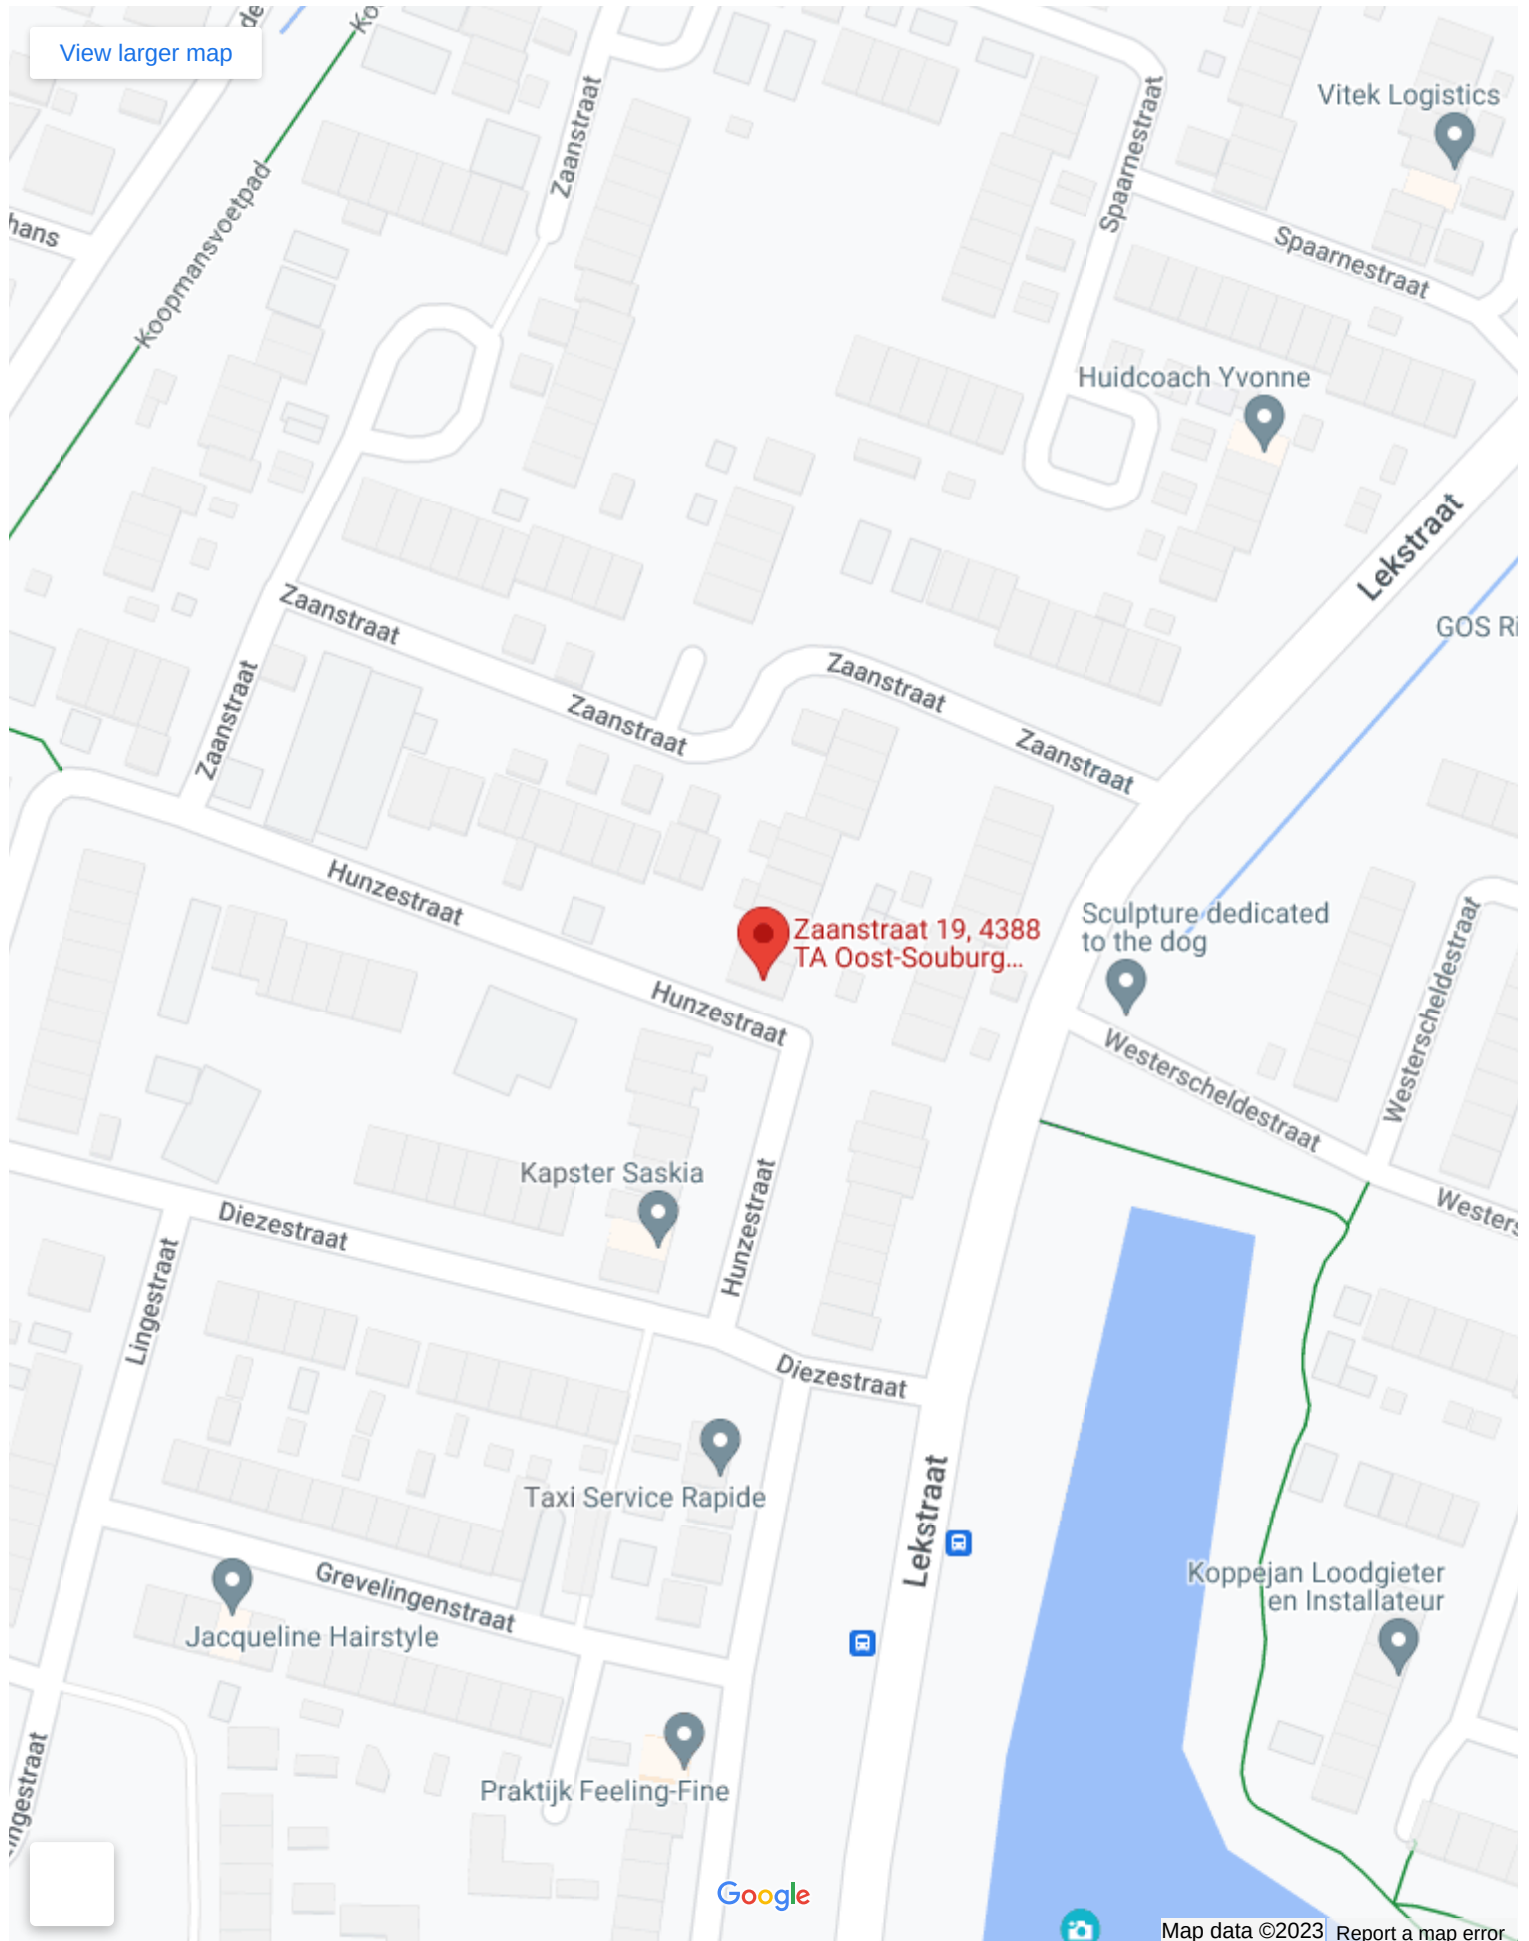 View larger map
Vitek Logistics
Zaanstraat
Spaarnestraat
Koopmansvoetpad
Spaarnestraat
hans
Huidcoach Yvonne
Lekstraat
GOS Ri
Zaanstraat
Zaanstraat
Zaanstraat
Zaanstraat
Zaanstraat
Hunzestraat
Zaanstraat 19, 4388
TA Oost-Souburg...
Sculpture dedicated
to the dog
Westerscheldestraat
Hunzestraat
Westerscheldestraat
Kapster Saskia
Hunzestraat
Westers
Diezestraat
Lingestraat
Diezestraat
Taxi Service Rapide
Lekstraat
Grevelingenstraat
Koppejan Loodgieter
en Installateur
Jacqueline Hairstyle
Praktijk Feeling-Fine
ingestraat
Google
Map data ©2023
Report a map error